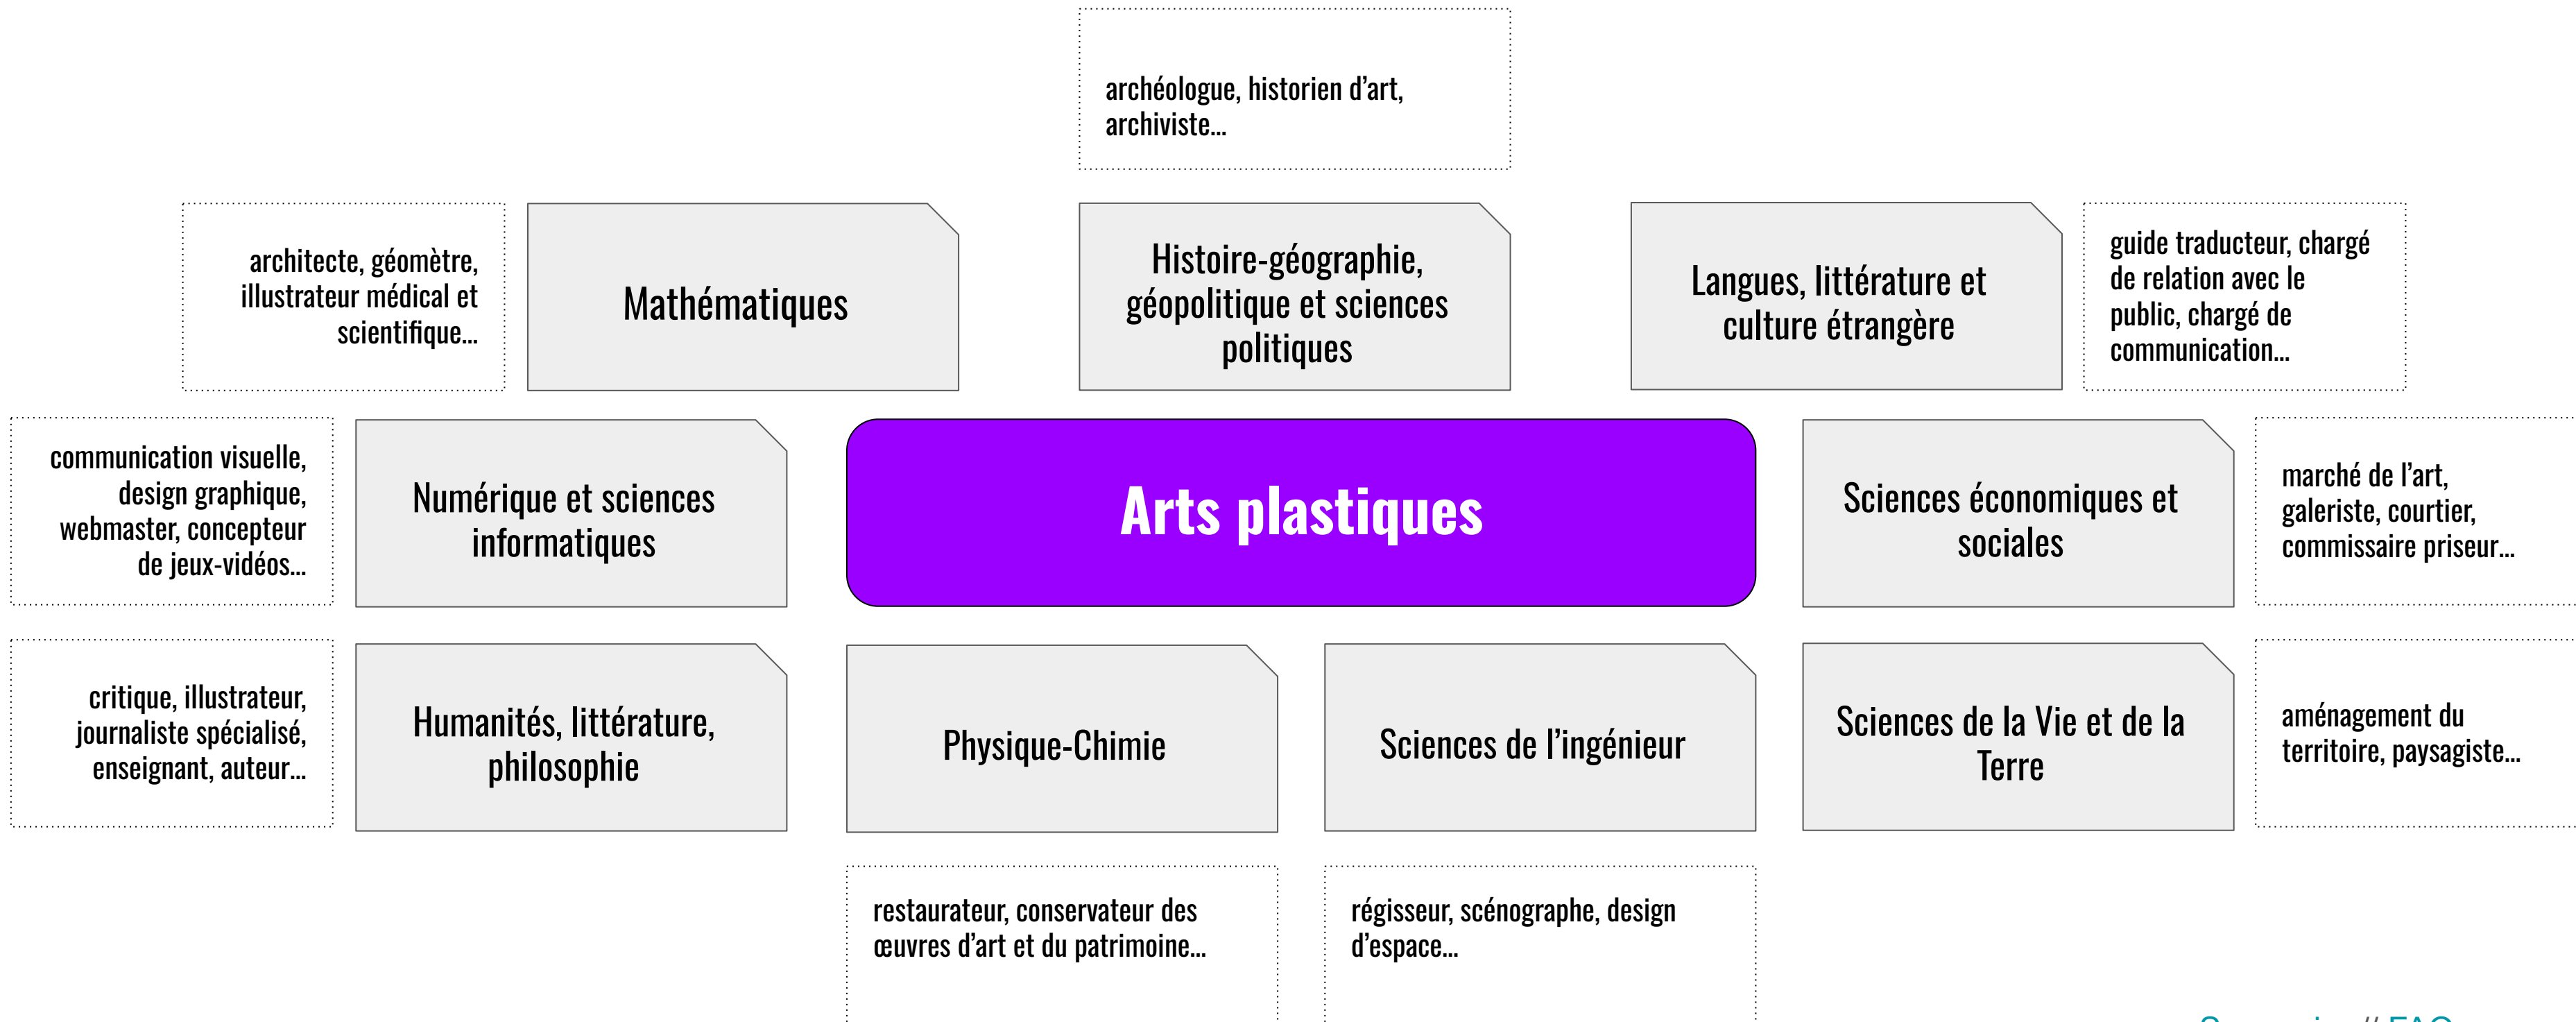 archéologue, historien d’art,
archiviste...
architecte, géomètre,
illustrateur médical et
scientifique...
Mathématiques
Histoire-géographie,
géopolitique et sciences
politiques
Langues, littérature et
culture étrangère
guide traducteur, chargé
de relation avec le
public, chargé de
communication...
communication visuelle,
design graphique,
webmaster, concepteur
de jeux-vidéos...
Numérique et sciences
informatiques
Arts plastiques
Sciences économiques et
sociales
marché de l’art,
galeriste, courtier,
commissaire priseur...
critique, illustrateur,
journaliste spécialisé,
enseignant, auteur...
Humanités, littérature,
philosophie
Physique-Chimie
Sciences de l’ingénieur
Sciences de la Vie et de la
Terre
aménagement du
territoire, paysagiste...
restaurateur, conservateur des
œuvres d’art et du patrimoine...
régisseur, scénographe, design
d’espace...
// FAQ